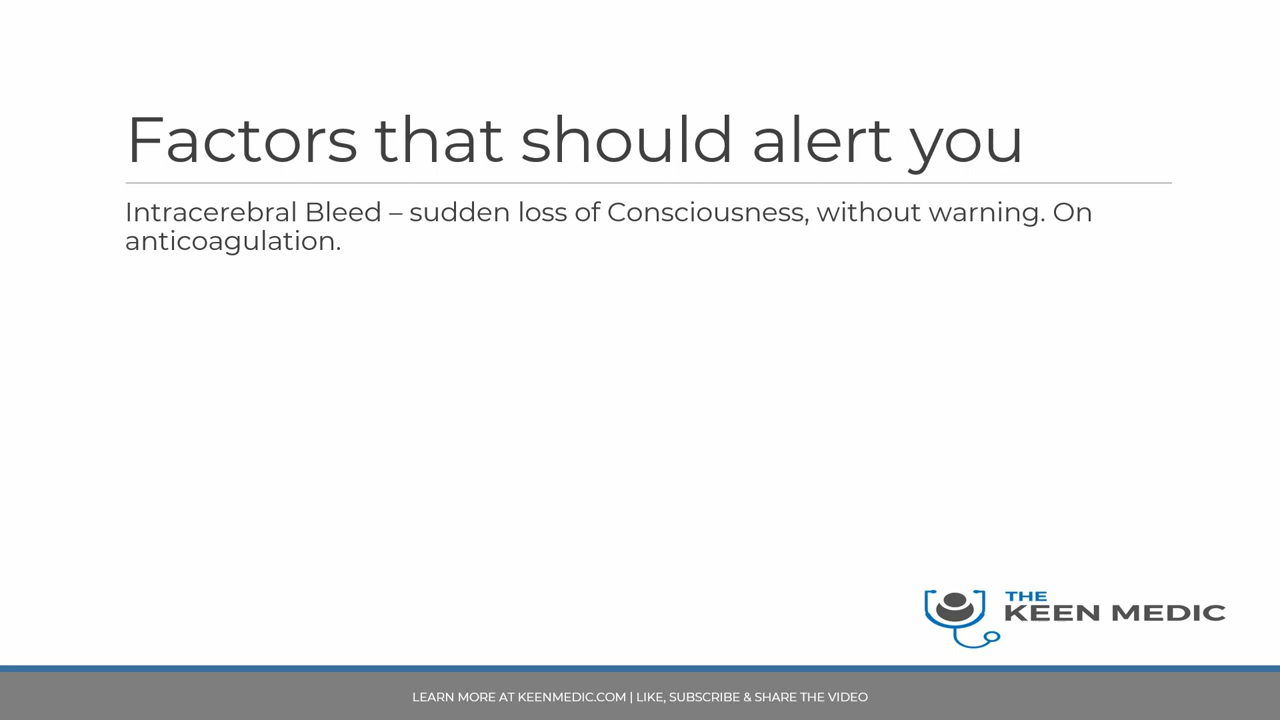 Factors that should alert you
Intracerebral Bleed – sudden loss of Consciousness, without warning. On
anticoagulation.
THE
KEEN MEDIC
LEARN MORE AT KEENMEDIC.COM | LIKE, SUBSCRIBE & SHARE THE VIDEO